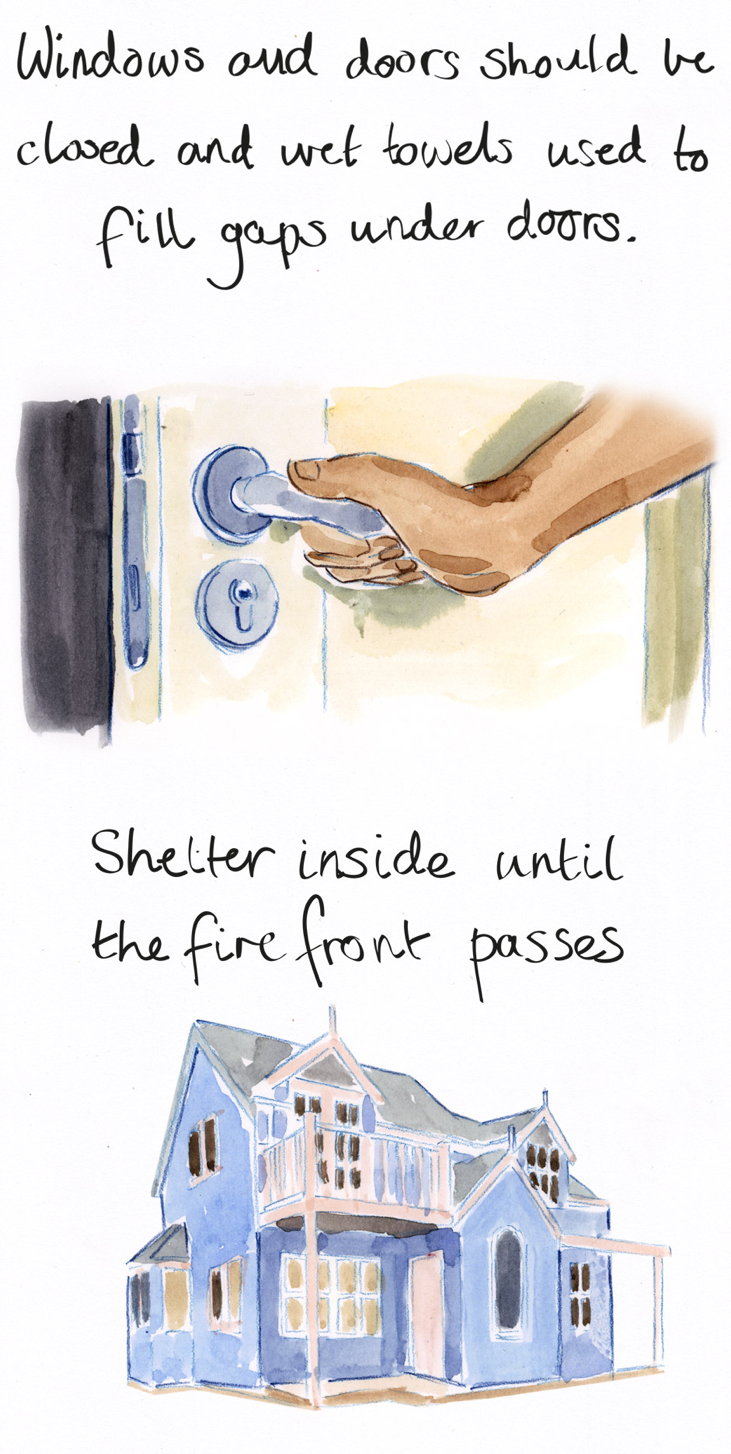 Windows and doors should be
closed and wet towels used to
fill gaps under doors.
Shelter inside until
the fire front passes